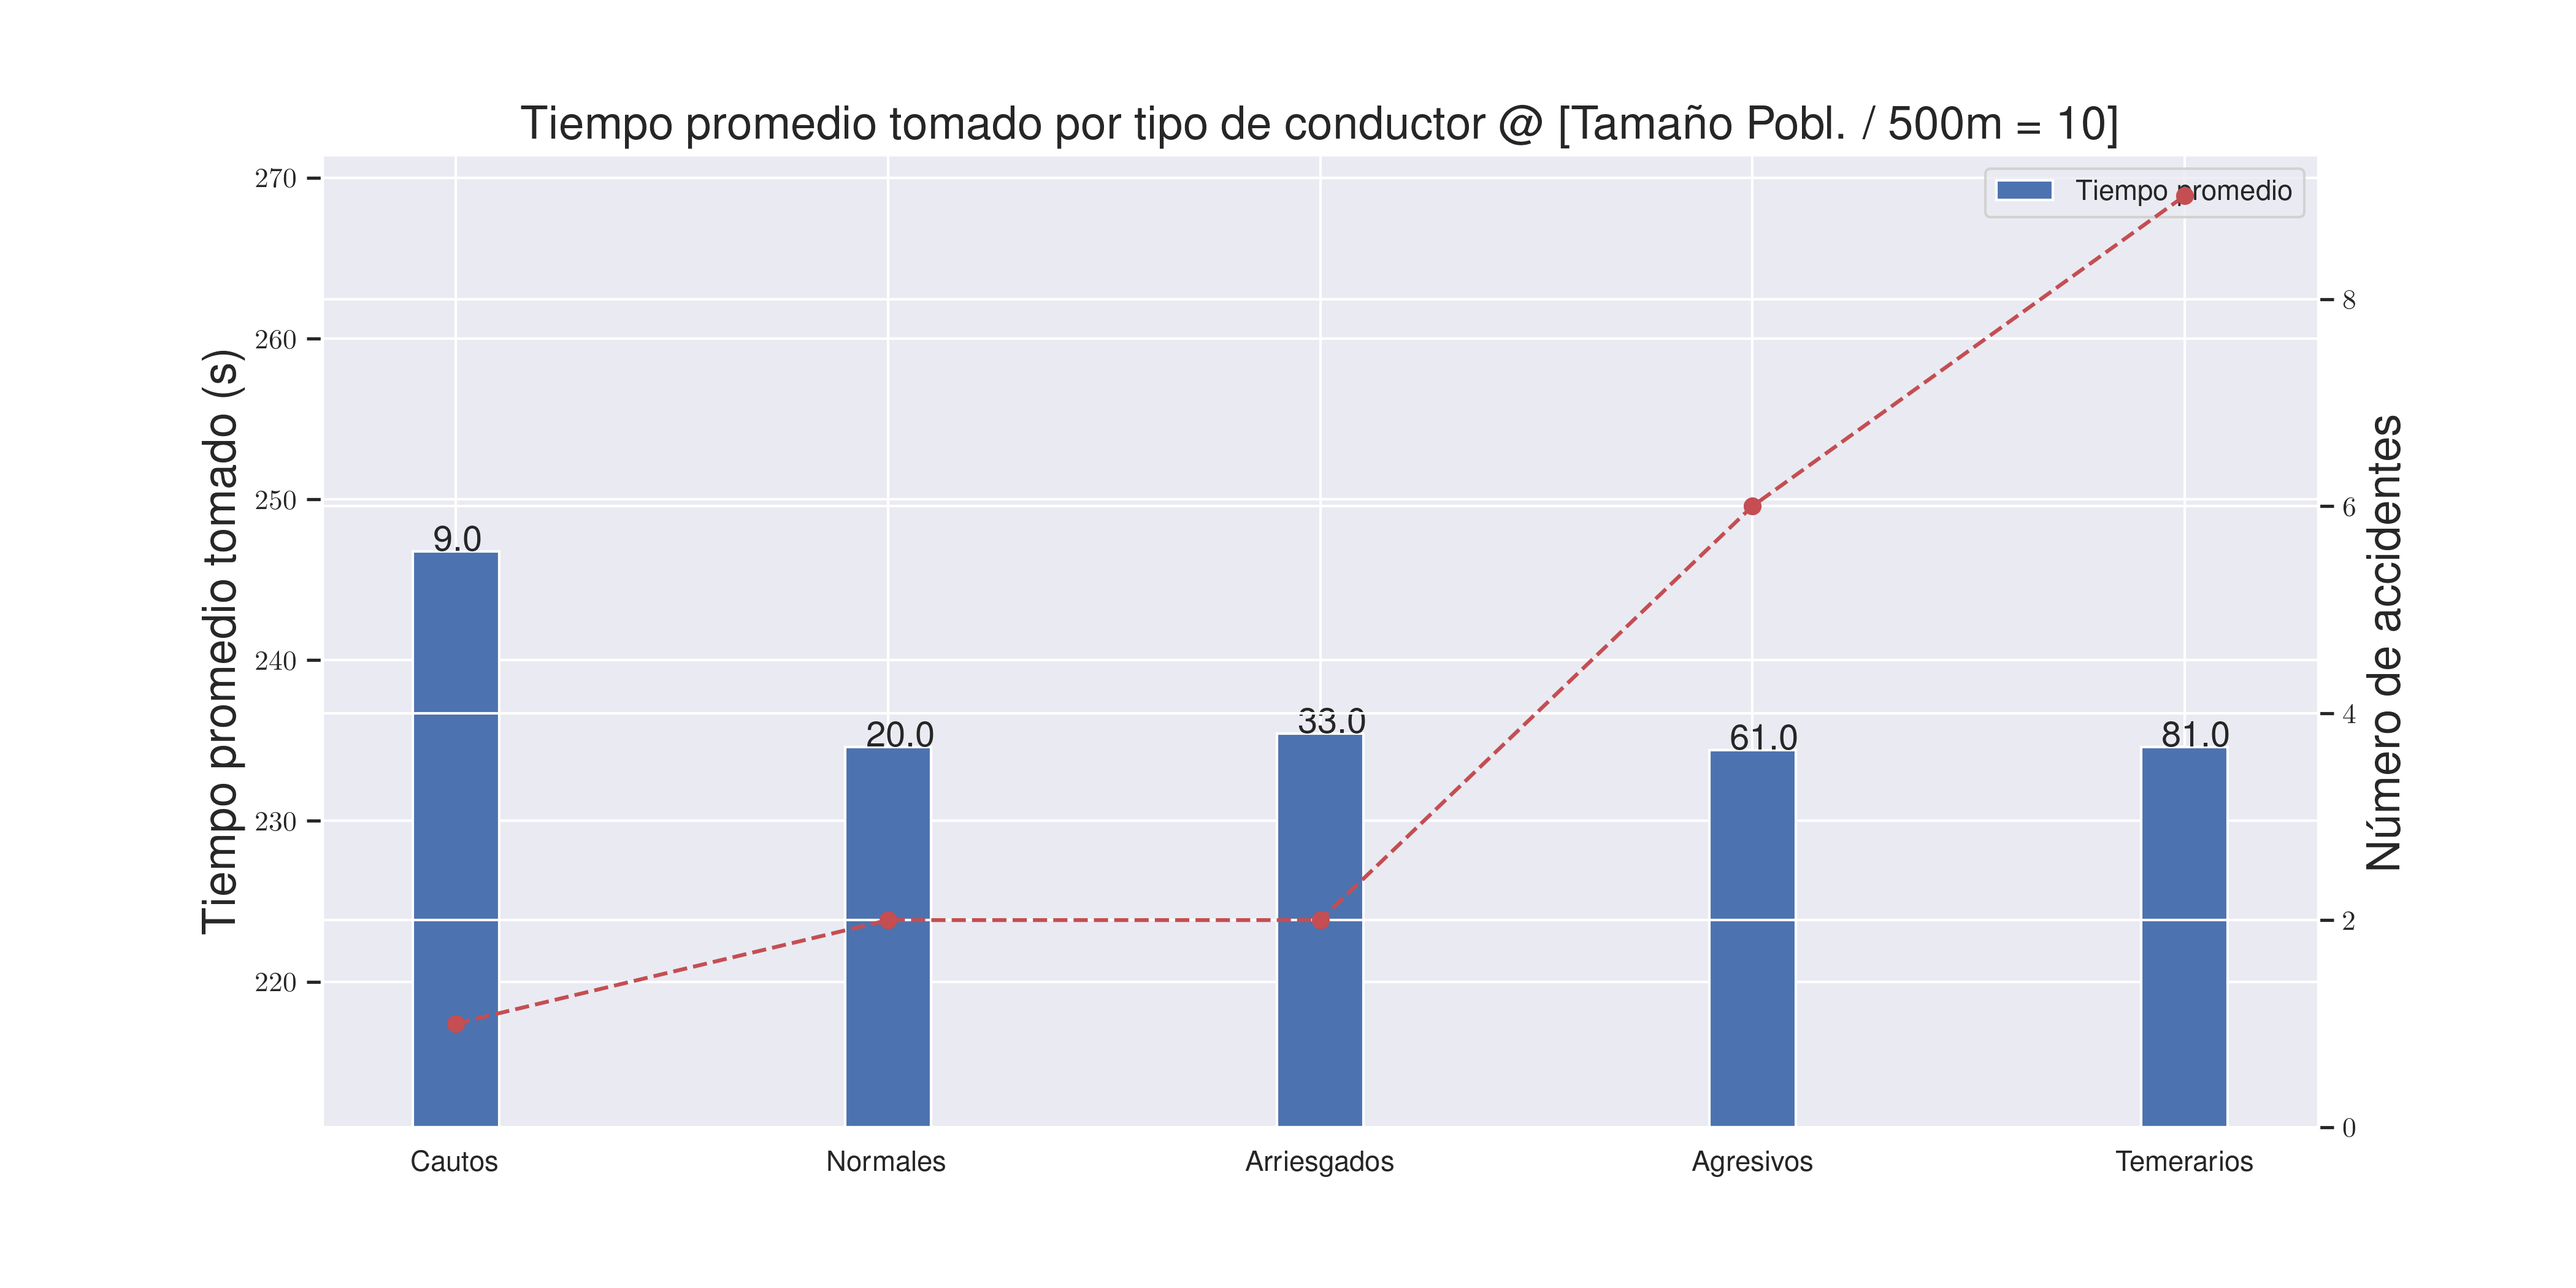 Tiempo promedio tomado por tipo de conductor @ [Tamaño Pobl. / 500m = 10]
Tiempo promedio
Tiempo promedio tomado (s)
270
260
250
240
230
220
9.0
20.0
33.0
61.0
81.0
8
6
4
2
0
Número de accidentes
Cautos
Normales
Arriesgados
Agresivos
Temerarios